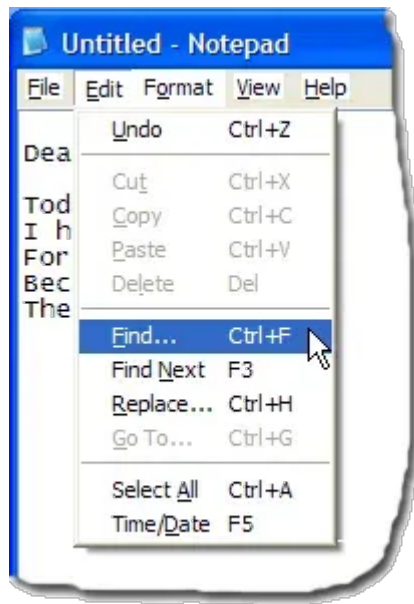 Untitled - Notepad
File Edit Format View Help
Undo Ctrl+Z
Dea
Cut Ctrl+X
Tod
Copy Ctrl+C
I h
Paste Ctrl+V
For
Bec
Delete Del
The
Find... Ctrl+F
Find Next F3
Replace... Ctrl+H
Go To... Ctrl+G
Select All Ctrl+A
Time/Date F5